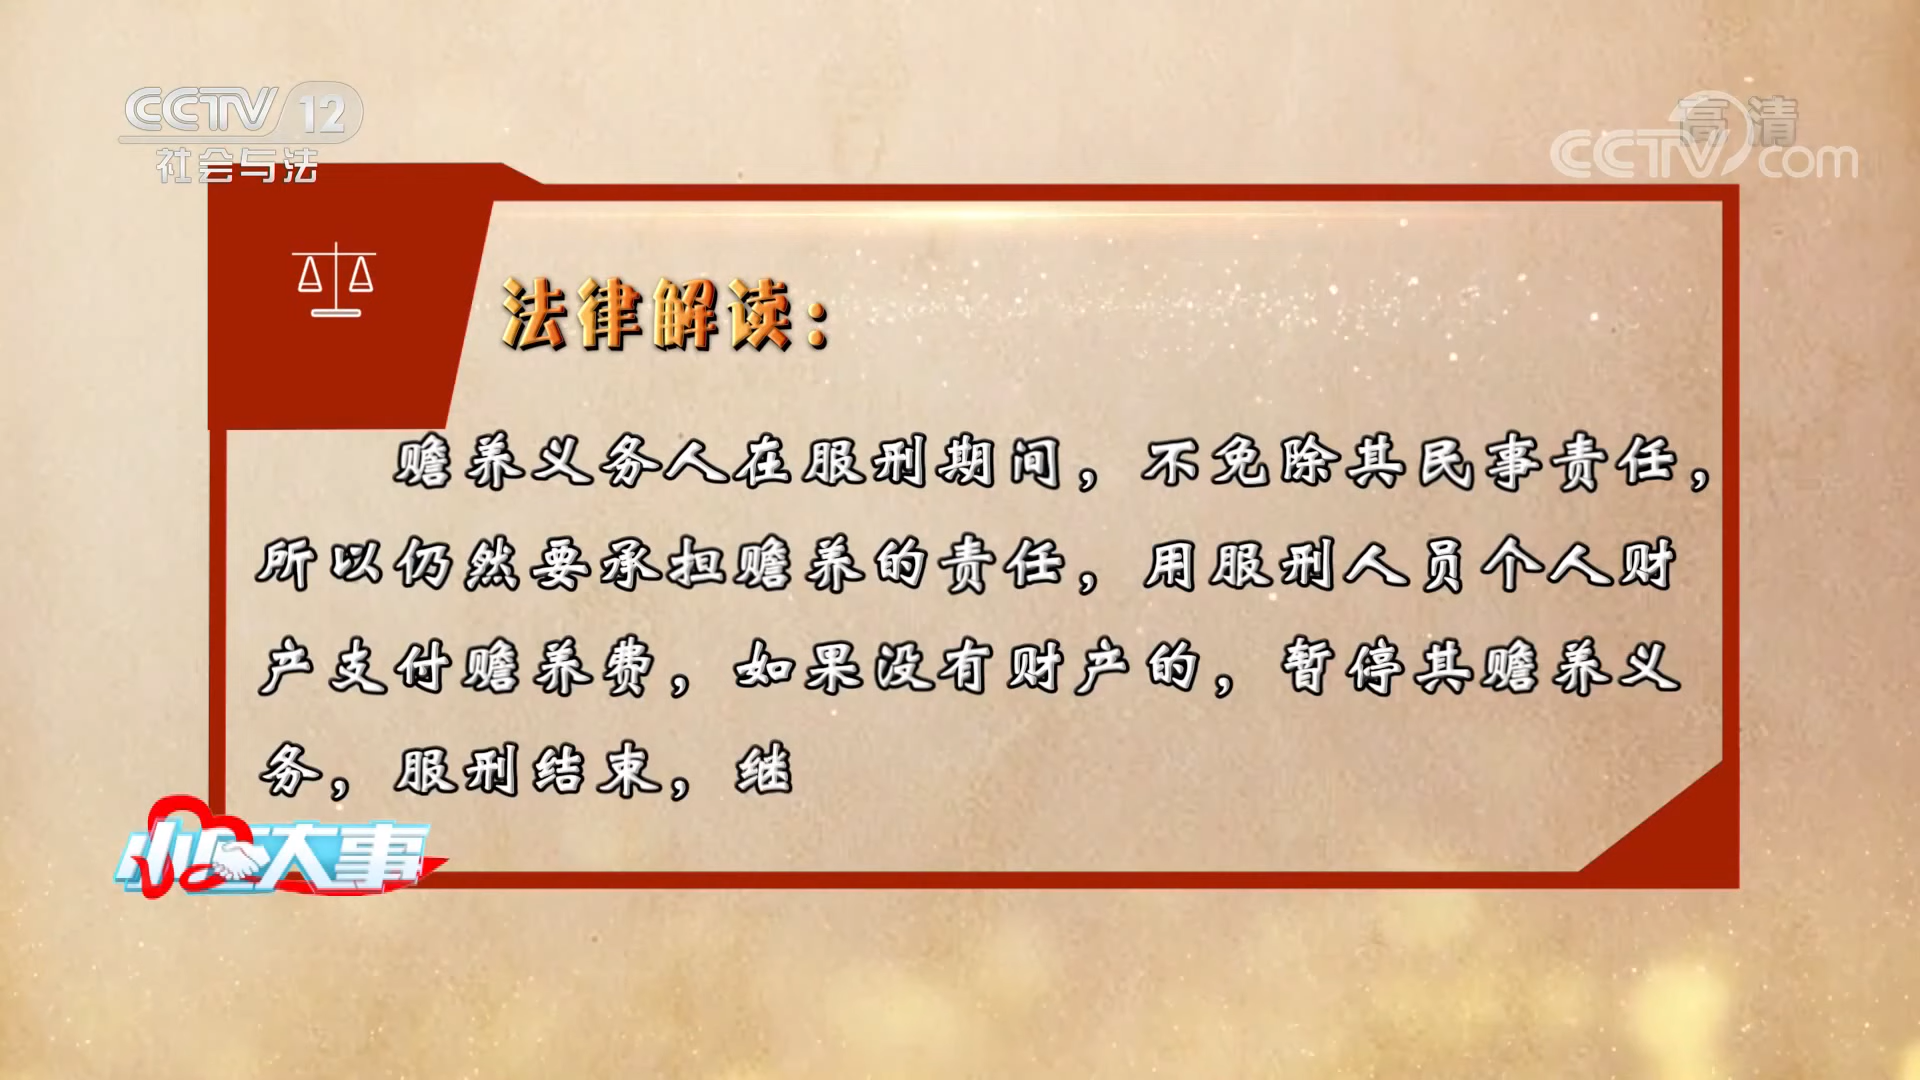 CCTV 12
社会与法
高清
CCTV.com
法律解读：
赡养义务人在服刑期间，不免除其民事责任，
所以仍然要承担赡养的责任，用服刑人员个人财
产支付赡养费，如果没有财产的，暂停其赡养义
务，服刑结束，继
小区大事